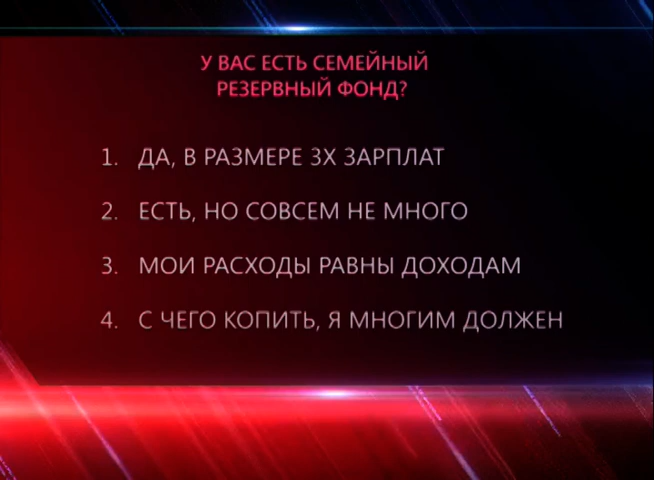 У ВАС ЕСТЬ СЕМЕЙНЫЙ
РЕЗЕРВНЫЙ ФОНД?
1. ДА, В РАЗМЕРЕ 3Х ЗАРПЛАТ
2. ЕСТЬ, НО СОВСЕМ НЕ МНОГО
3. МОИ РАСХОДЫ РАВНЫ ДОХОДАМ
4. С ЧЕГО КОПИТЬ, Я МНОГИМ ДОЛЖЕН